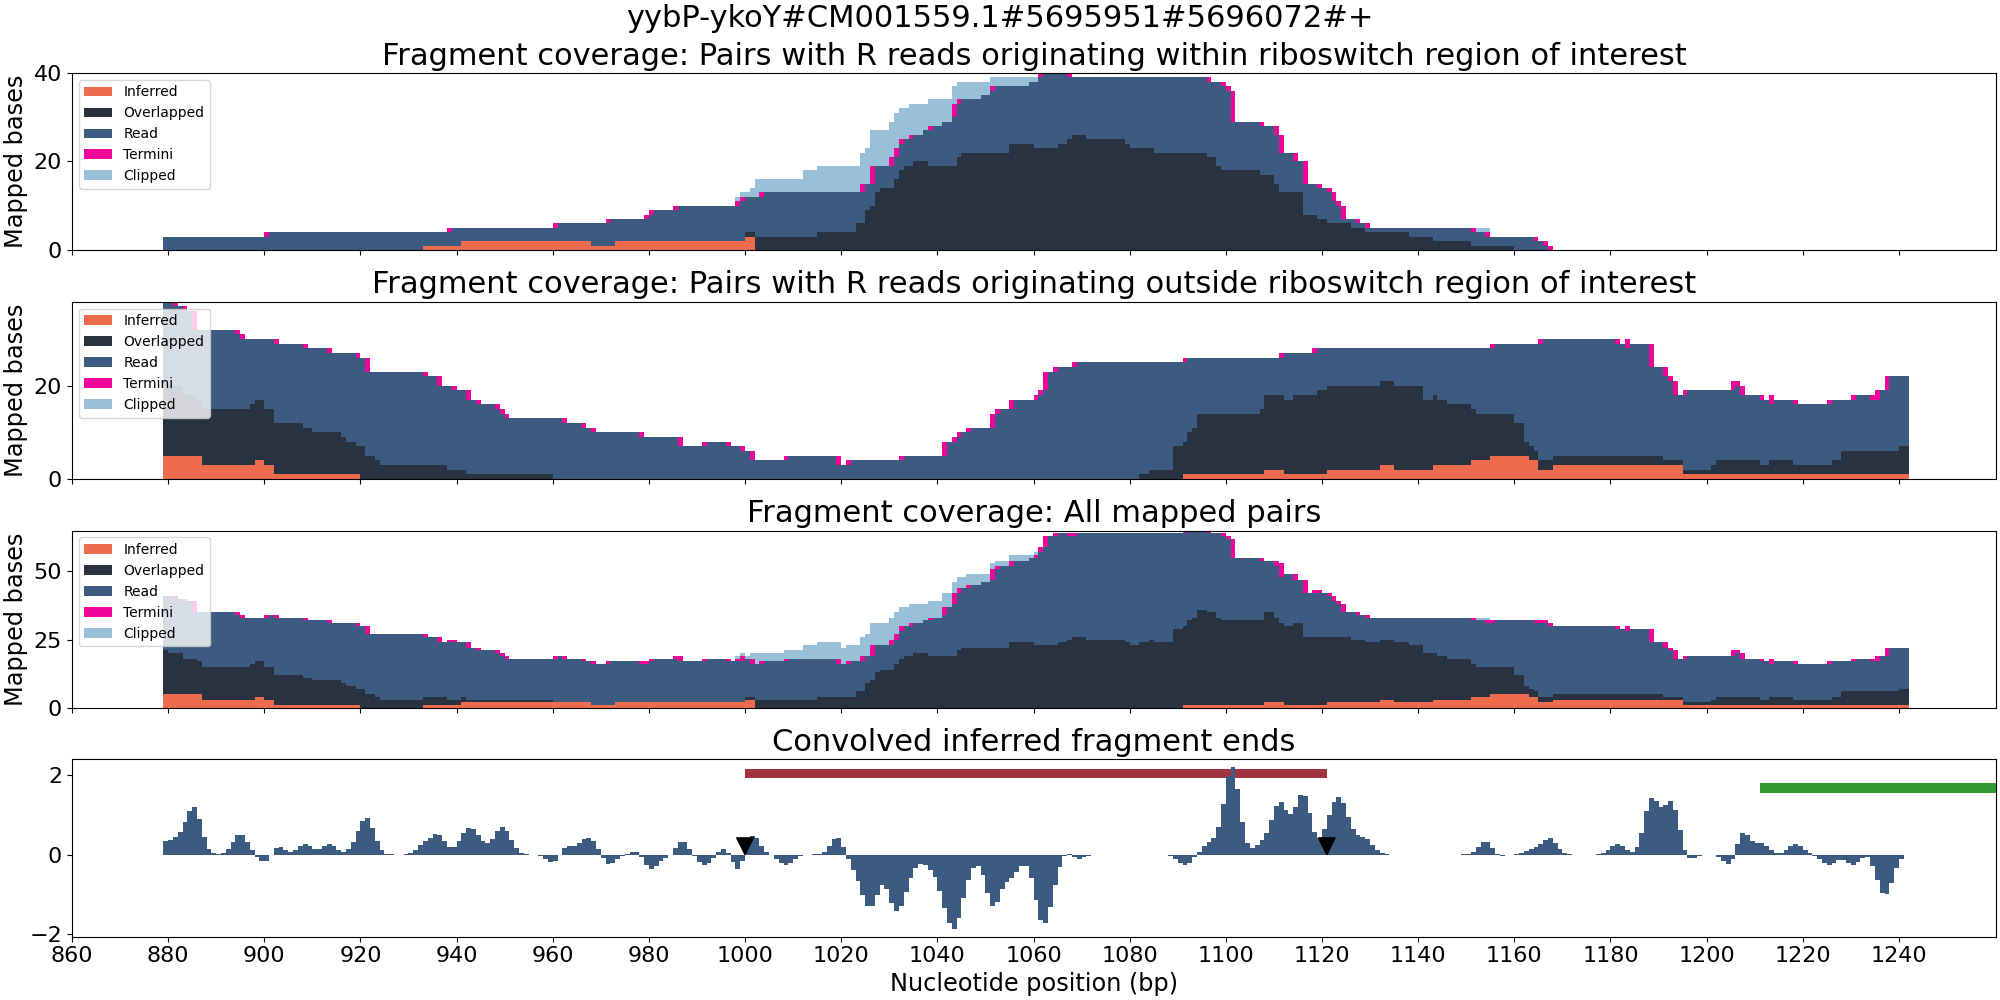 yybP-ykoY#CM001559.1#5695951#5696072#+
Fragment coverage: Pairs with R reads originating within riboswitch region of interest
Mapped bases
40
20
0
Inferred
Overlapped
Read
Termini
Clipped
Fragment coverage: Pairs with R reads originating outside riboswitch region of interest
Mapped bases
20
0
Inferred
Overlapped
Read
Termini
Clipped
Fragment coverage: All mapped pairs
Mapped bases
50
25
0
Inferred
Overlapped
Read
Termini
Clipped
Convolved inferred fragment ends
2
0
−2
860 880 900 920 940 960 980 1000 1020 1040 1060 1080 1100 1120 1140 1160 1180 1200 1220 1240
Nucleotide position (bp)